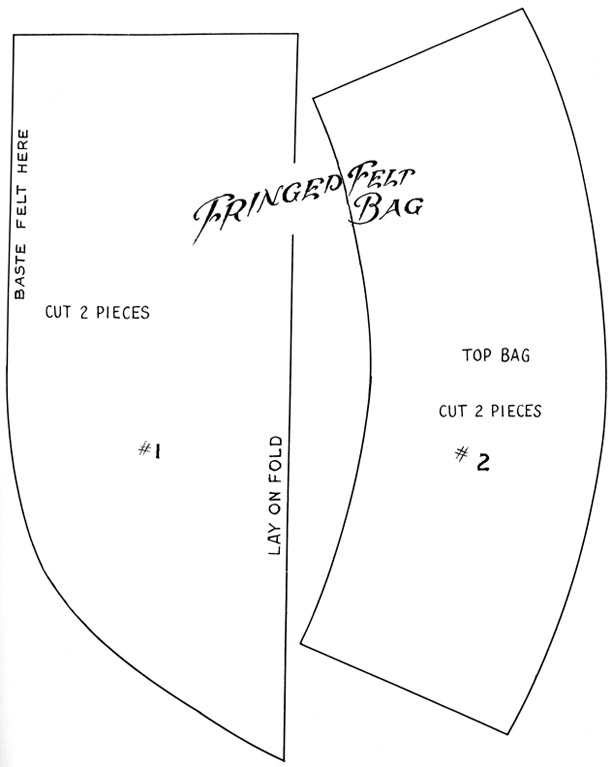 FRINGED FELT
BAG
BASTE FELT HERE
CUT 2 PIECES
#1
LAY ON FOLD
TOP BAG
CUT 2 PIECES
# 2